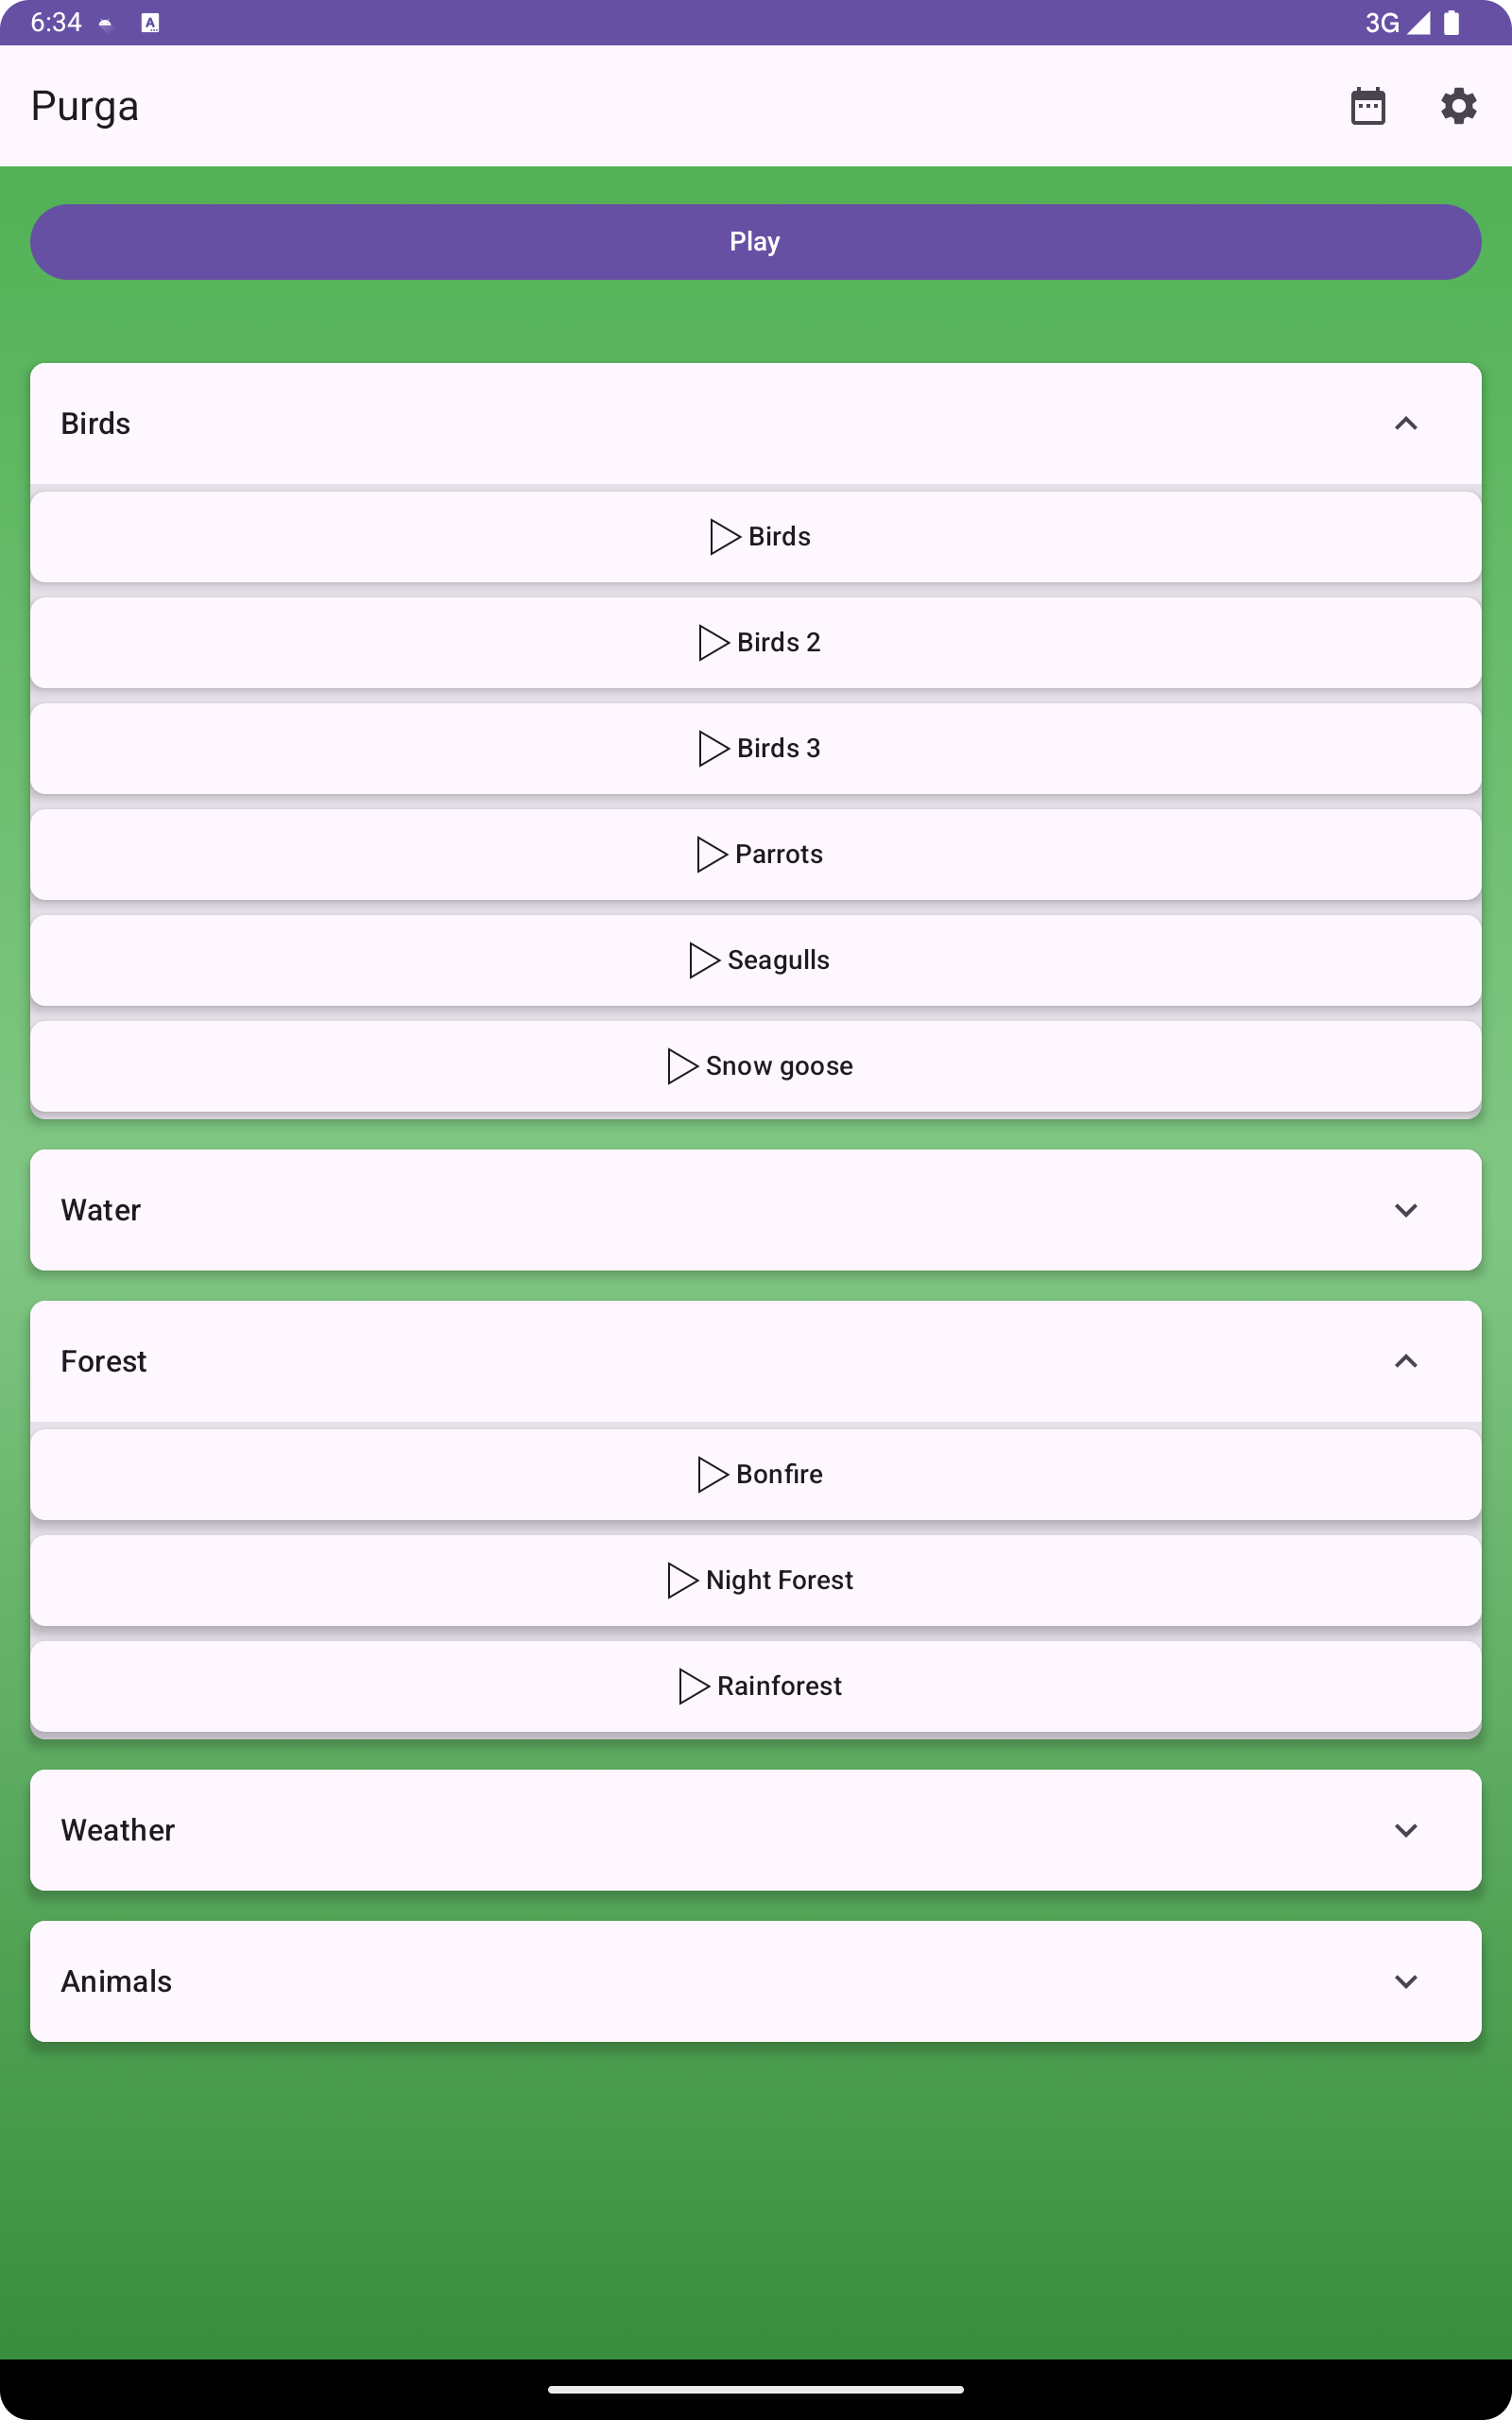 6:34
3G
Purga
Play
Birds
Birds
Birds 2
Birds 3
Parrots
Seagulls
Snow goose
Water
Forest
Bonfire
Night Forest
Rainforest
Weather
Animals